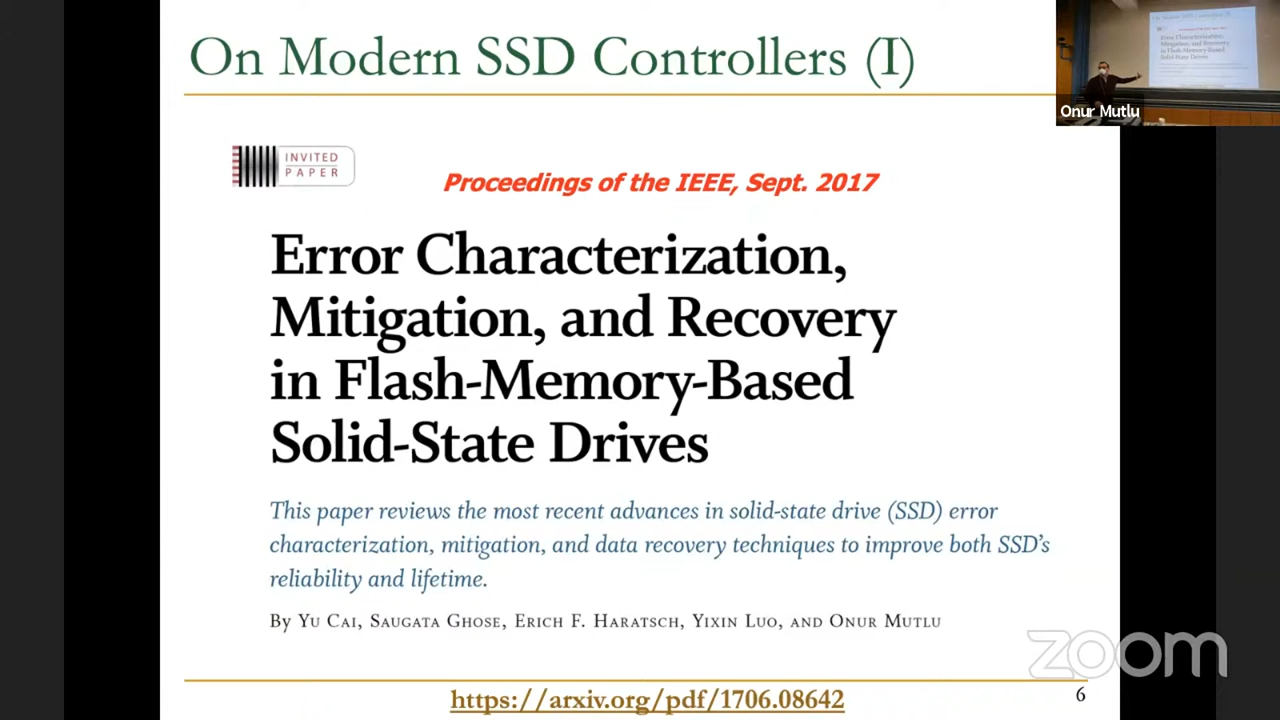 On Modern SSD Controllers (I)
Onur Mutlu
INVITED
PAPER
Proceedings of the IEEE, Sept. 2017
Error Characterization,
Mitigation, and Recovery
in Flash-Memory-Based
Solid-State Drives
This paper reviews the most recent advances in solid-state drive (SSD) error
characterization, mitigation, and data recovery techniques to improve both SSD's
reliability and lifetime.
By Yu Cai, Saugata Ghose, Erich F. Haratsch, Yixin Luo, and Onur Mutlu
zoom
https://arxiv.org/pdf/1706.08642
6